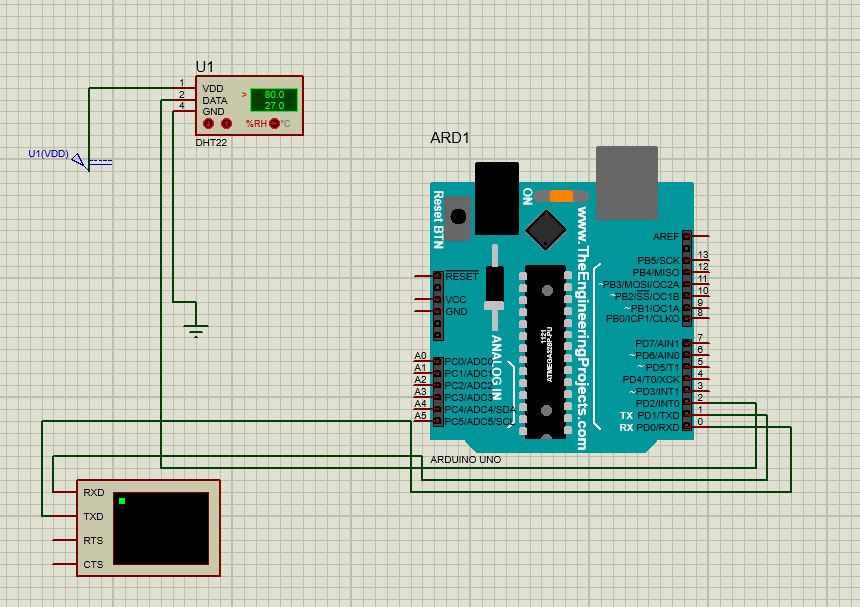 U1
1 VDD
2 DATA
4 GND
> 80.0
27.0
%RH °C
DHT22
U1(VDD)
ARD1
Reset BTN
ON
www.TheEngineeringProjects.com
1121
ATMEGA328P-PU
ANALOG IN
RESET
VCC
GND
A0 PC0/ADC0
A1 PC1/ADC1
A2 PC2/ADC2
A3 PC3/ADC3
A4 PC4/ADC4/SDA
A5 PC5/ADC5/SCL
AREF
PB5/SCK 13
PB4/MISO 12
~PB3/MOSI/OC2A 11
~PB2/SS/OC1B 10
~PB1/OC1A 9
PB0/ICP1/CLKO 8
PD7/AIN1 7
~PD6/AIN0 6
~PD5/T1 5
PD4/T0/XCK 4
~PD3/INT1 3
PD2/INT0 2
TX PD1/TXD 1
RX PD0/RXD 0
ARDUINO UNO
RXD
TXD
RTS
CTS